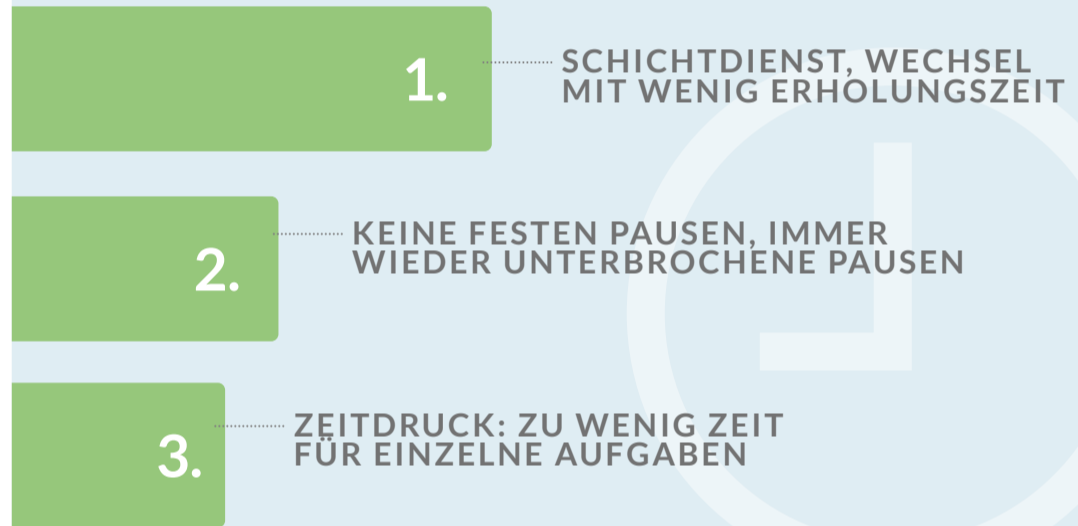 1.
SCHICHTDIENST, WECHSEL
MIT WENIG ERHOLUNGSZEIT
2.
KEINE FESTEN PAUSEN, IMMER
WIEDER UNTERBROCHENE PAUSEN
3.
ZEITDRUCK: ZU WENIG ZEIT
FÜR EINZELNE AUFGABEN